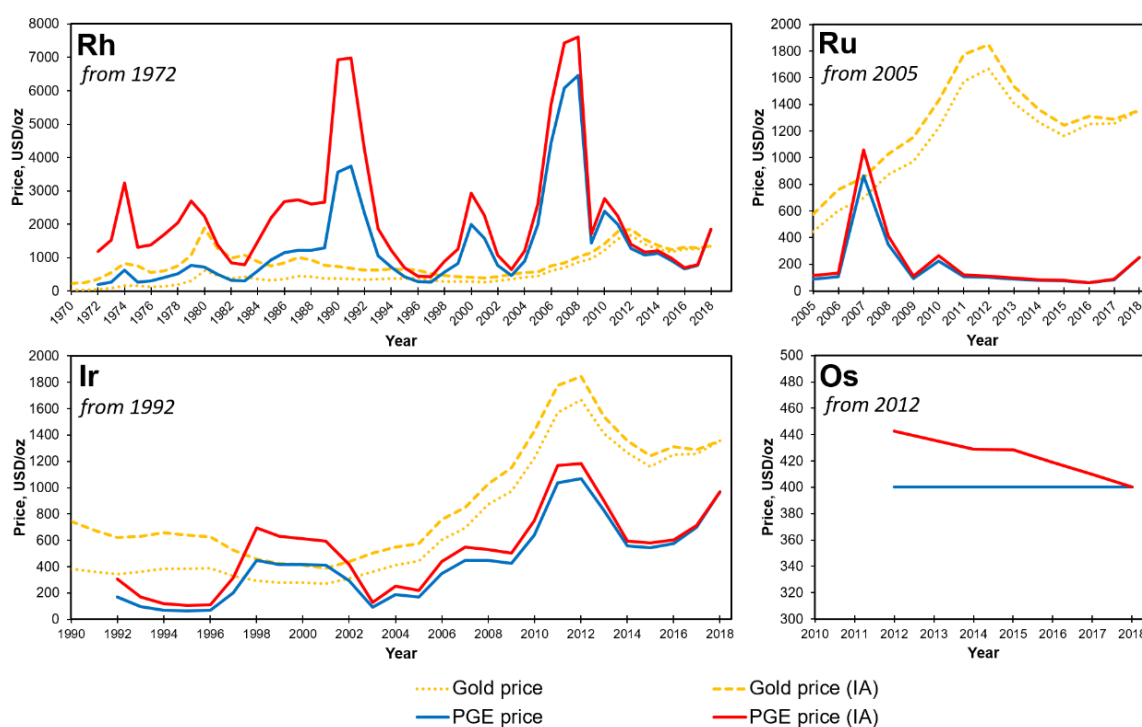 Rh
from 1972
Price, USD/oz
8000
7000
6000
5000
4000
3000
2000
1000
0
1970 1972 1974 1976 1978 1980 1982 1984 1986 1988 1990 1992 1994 1996 1998 2000 2002 2004 2006 2008 2010 2012 2014 2016 2018
Year
Ru
from 2005
Price, USD/oz
2000
1800
1600
1400
1200
1000
800
600
400
200
0
2005 2006 2007 2008 2009 2010 2011 2012 2013 2014 2015 2016 2017 2018
Year
Ir
from 1992
Price, USD/oz
2000
1800
1600
1400
1200
1000
800
600
400
200
0
1990 1992 1994 1996 1998 2000 2002 2004 2006 2008 2010 2012 2014 2016 2018
Year
Os
from 2012
Price, USD/oz
500
480
460
440
420
400
380
360
340
320
300
2010 2011 2012 2013 2014 2015 2016 2017 2018
Year
Gold price
Gold price (IA)
PGE price
PGE price (IA)